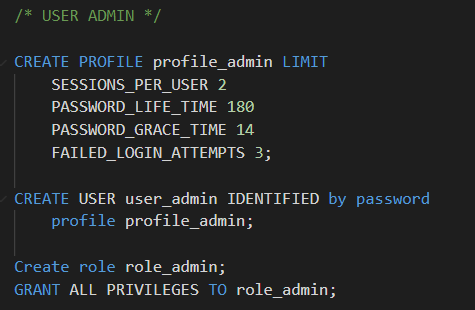 /* USER ADMIN */
CREATE PROFILE profile_admin LIMIT
SESSIONS_PER_USER 2
PASSWORD_LIFE_TIME 180
PASSWORD_GRACE_TIME 14
FAILED_LOGIN_ATTEMPTS 3;
CREATE USER user_admin IDENTIFIED by password
profile profile_admin;
Create role role_admin;
GRANT ALL PRIVILEGES TO role_admin;